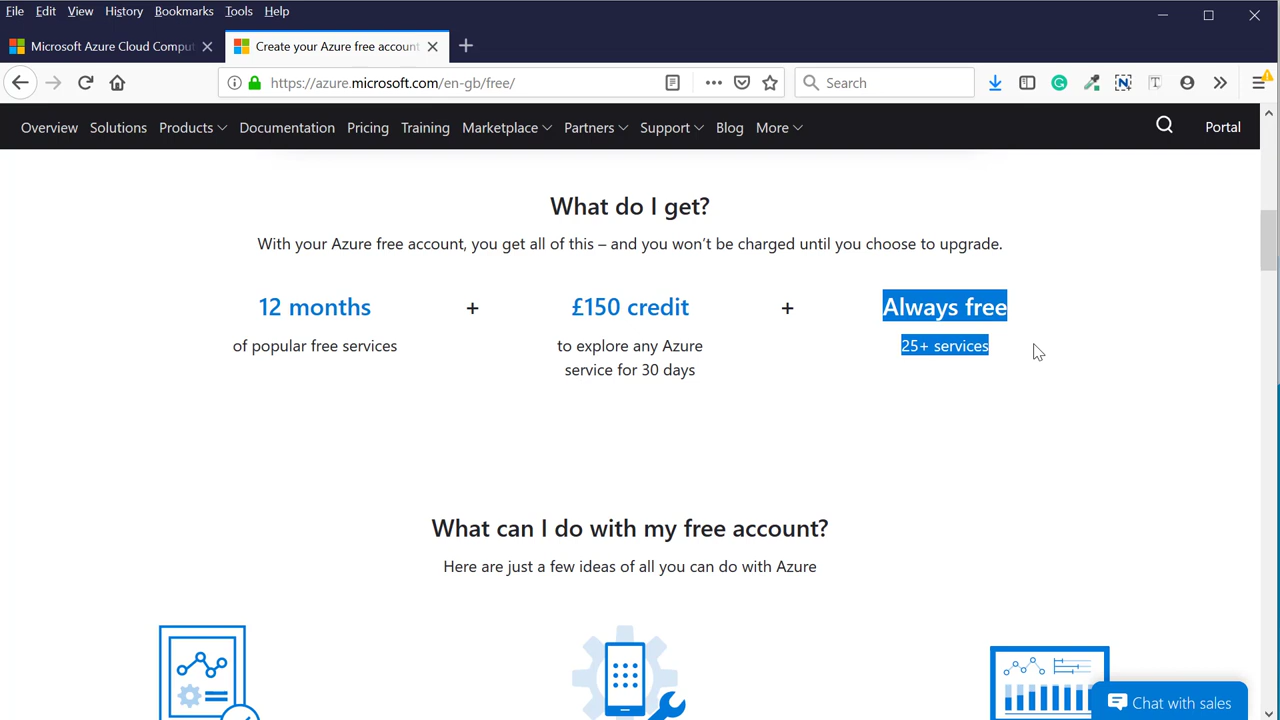 File Edit View History Bookmarks Tools Help
Microsoft Azure Cloud Comput
Create your Azure free account
https://azure.microsoft.com/en-gb/free/
Search
Overview Solutions Products Documentation Pricing Training Marketplace Partners Support Blog More Portal
What do I get?
With your Azure free account, you get all of this – and you won't be charged until you choose to upgrade.
12 months + £150 credit + Always free
of popular free services to explore any Azure 25+ services
service for 30 days
What can I do with my free account?
Here are just a few ideas of all you can do with Azure
Chat with sales